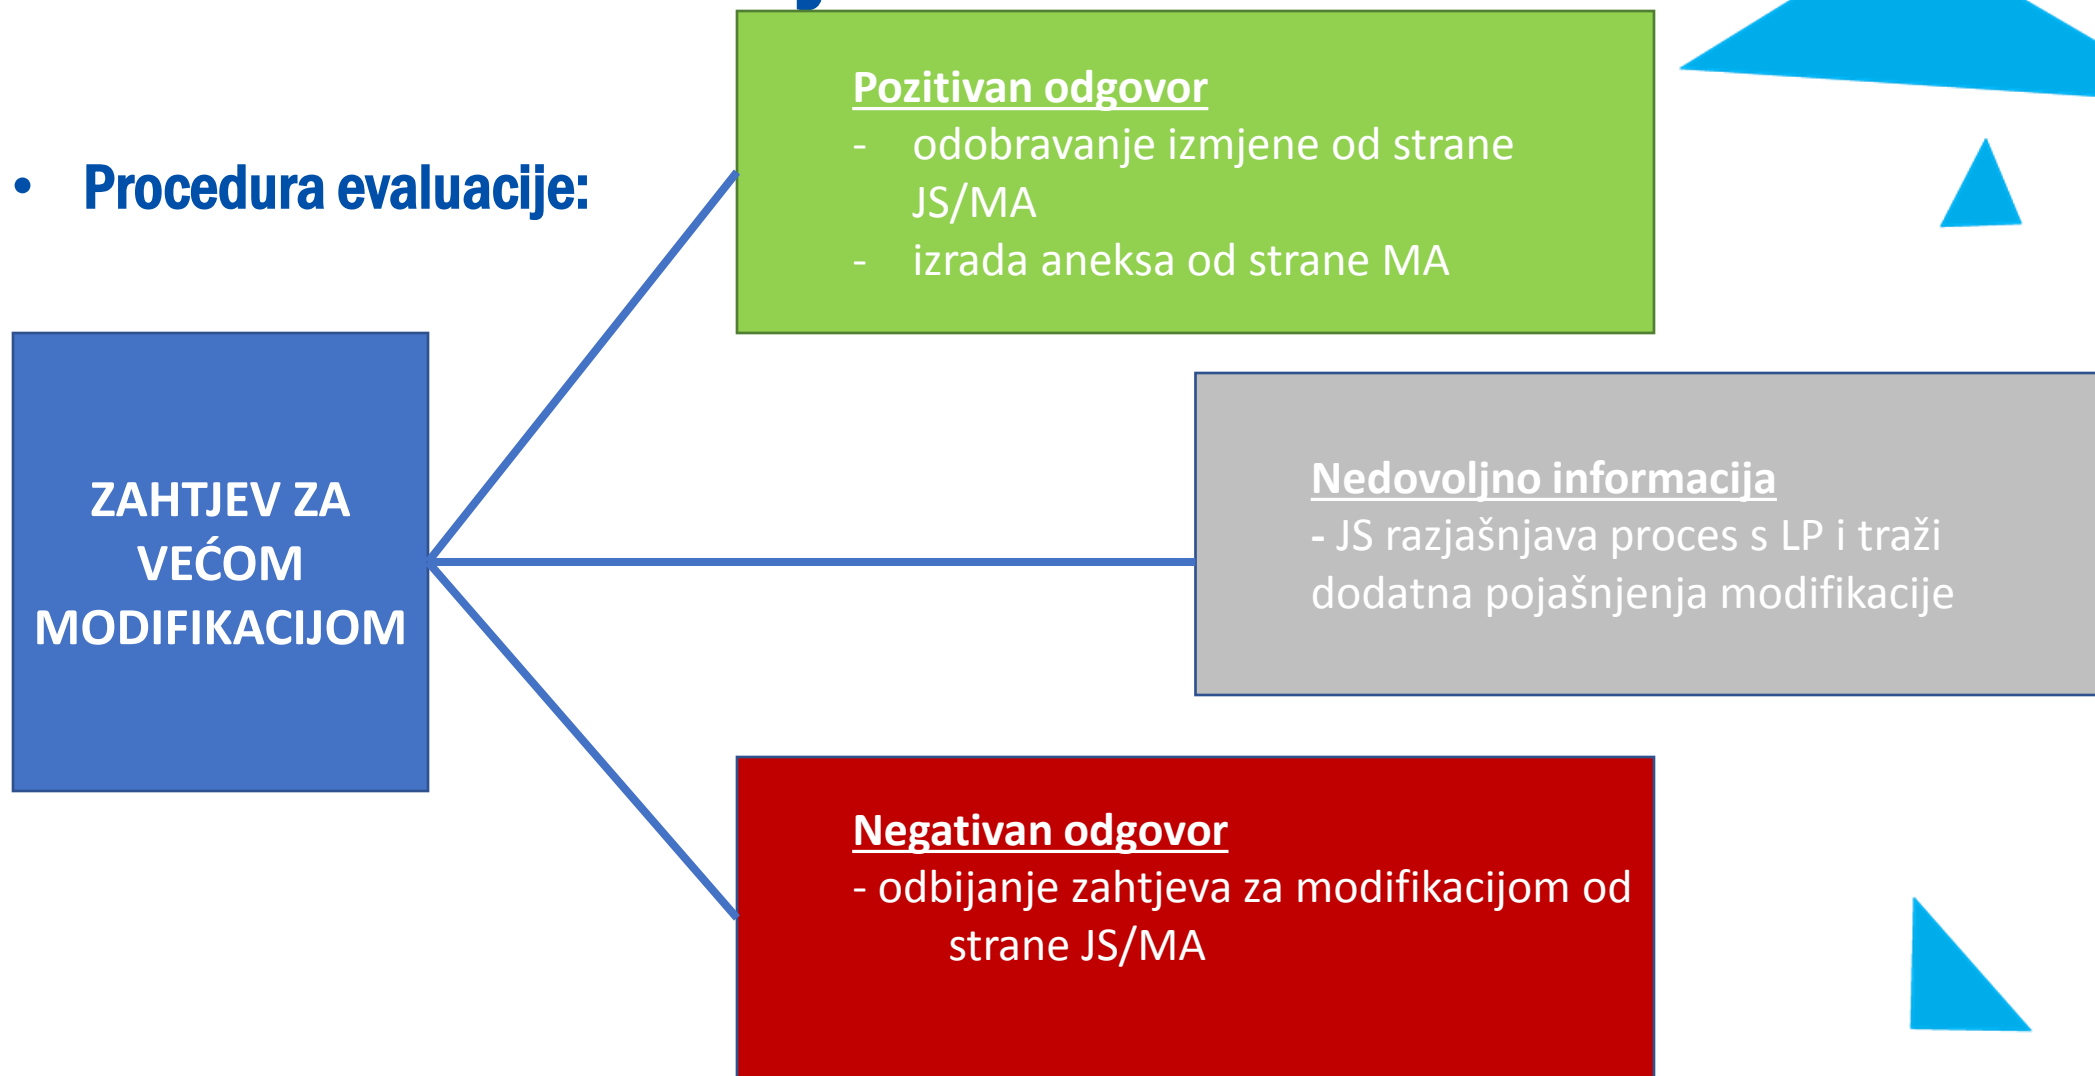 • Procedura evaluacije:
Pozitivan odgovor
- odobravanje izmjene od strane
JS/MA
- izrada aneksa od strane MA
ZAHTJEV ZA
VEĆOM
MODIFIKACIJOM
Nedovoljno informacija
- JS razjašnjava proces s LP i traži
dodatna pojašnjenja modifikacije
Negativan odgovor
- odbijanje zahtjeva za modifikacijom od
strane JS/MA